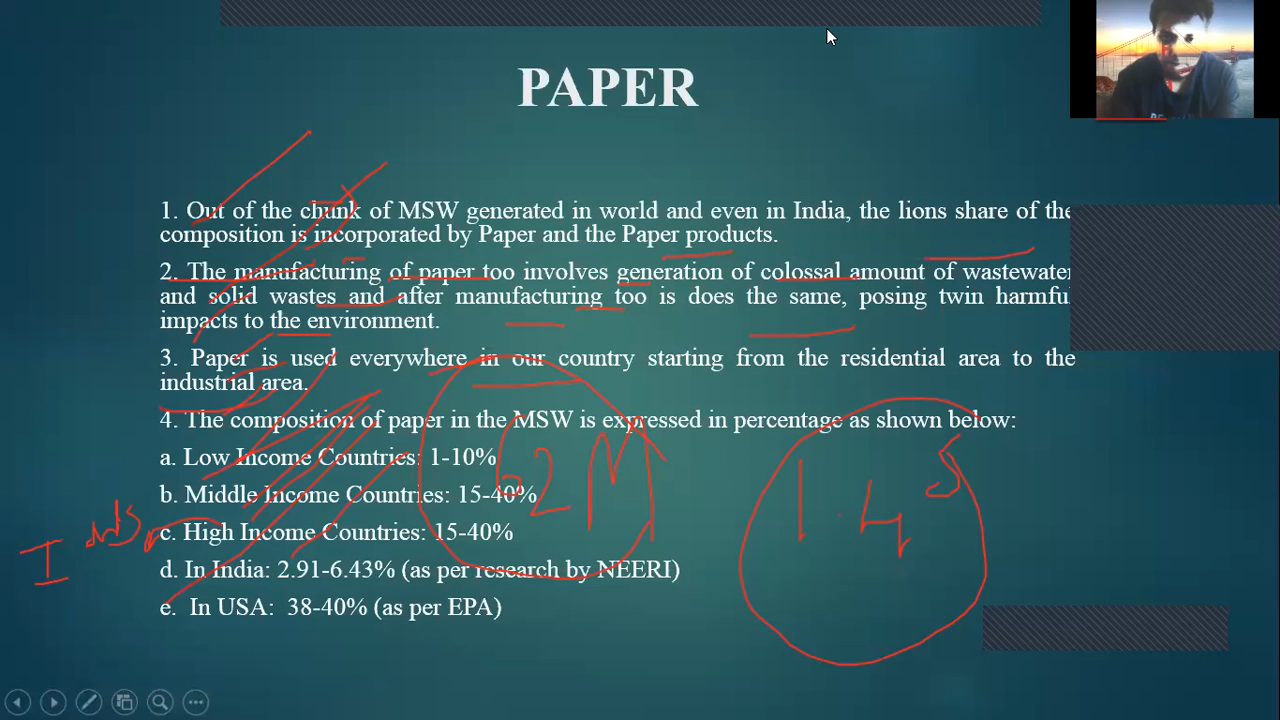 PAPER
1. Out of the chunk of MSW generated in world and even in India, the lions share of the
composition is incorporated by Paper and the Paper products.
2. The manufacturing of paper too involves generation of colossal amount of wastewater
and solid wastes and after manufacturing too is does the same, posing twin harmful
impacts to the environment.
3. Paper is used everywhere in our country starting from the residential area to the
industrial area.
4. The composition of paper in the MSW is expressed in percentage as shown below:
a. Low Income Countries: 1-10%
b. Middle Income Countries: 15-40%
c. High Income Countries: 15-40%
d. In India: 2.91-6.43% (as per research by NEERI)
e. In USA: 38-40% (as per EPA)
62M
1.45